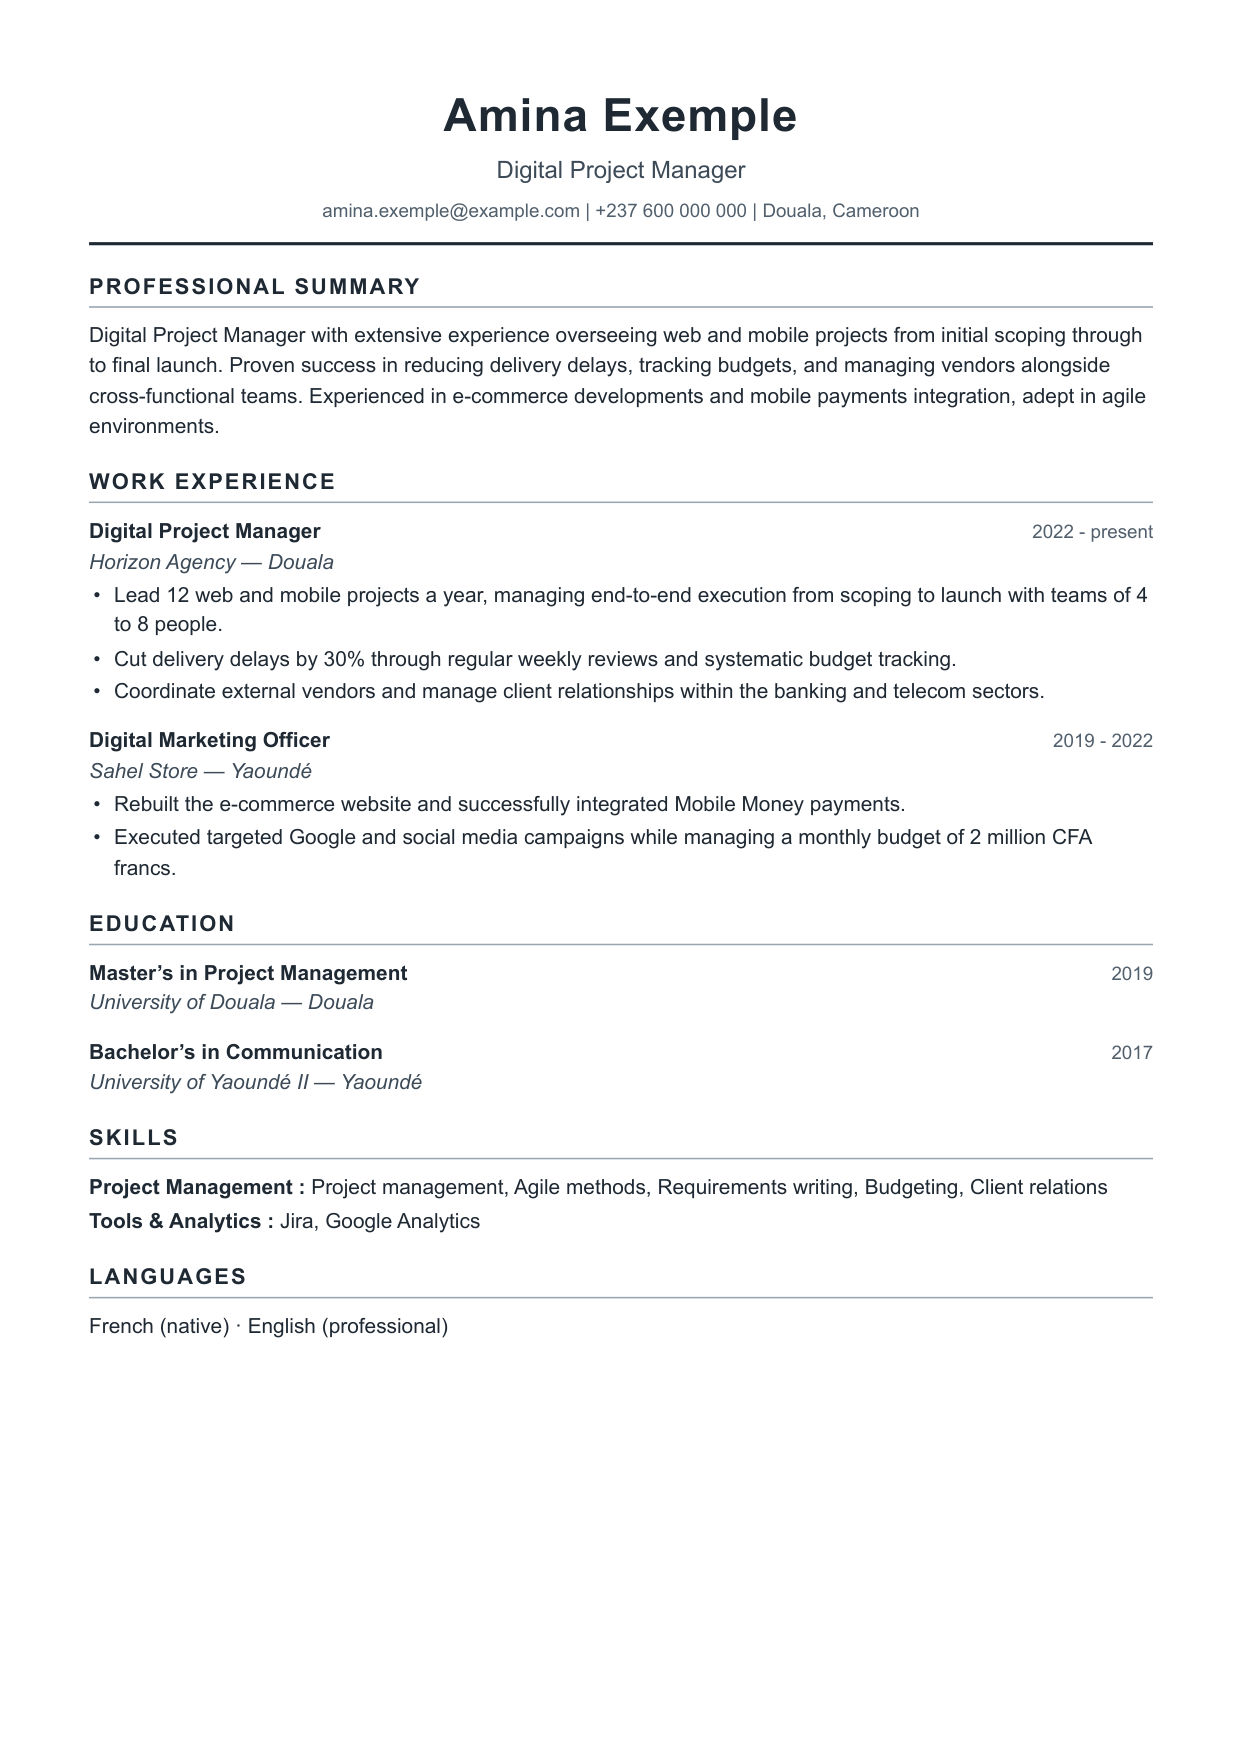 Amina Exemple
Digital Project Manager
amina.exemple@example.com | +237 600 000 000 | Douala, Cameroon
PROFESSIONAL SUMMARY
Digital Project Manager with extensive experience overseeing web and mobile projects from initial scoping through
to final launch. Proven success in reducing delivery delays, tracking budgets, and managing vendors alongside
cross-functional teams. Experienced in e-commerce developments and mobile payments integration, adept in agile
environments.
WORK EXPERIENCE
Digital Project Manager 2022 - present
Horizon Agency — Douala
• Lead 12 web and mobile projects a year, managing end-to-end execution from scoping to launch with teams of 4
to 8 people.
• Cut delivery delays by 30% through regular weekly reviews and systematic budget tracking.
• Coordinate external vendors and manage client relationships within the banking and telecom sectors.
Digital Marketing Officer 2019 - 2022
Sahel Store — Yaoundé
• Rebuilt the e-commerce website and successfully integrated Mobile Money payments.
• Executed targeted Google and social media campaigns while managing a monthly budget of 2 million CFA
francs.
EDUCATION
Master’s in Project Management 2019
University of Douala — Douala
Bachelor’s in Communication 2017
University of Yaoundé II — Yaoundé
SKILLS
Project Management : Project management, Agile methods, Requirements writing, Budgeting, Client relations
Tools & Analytics : Jira, Google Analytics
LANGUAGES
French (native) · English (professional)